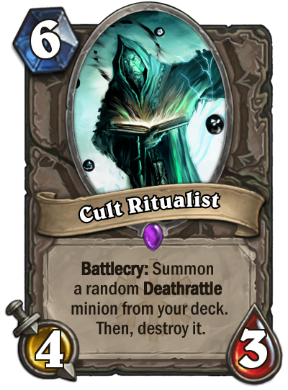 6
Cult Ritualist
Battlecry: Summon
a random Deathrattle
minion from your deck.
Then, destroy it.
4
3